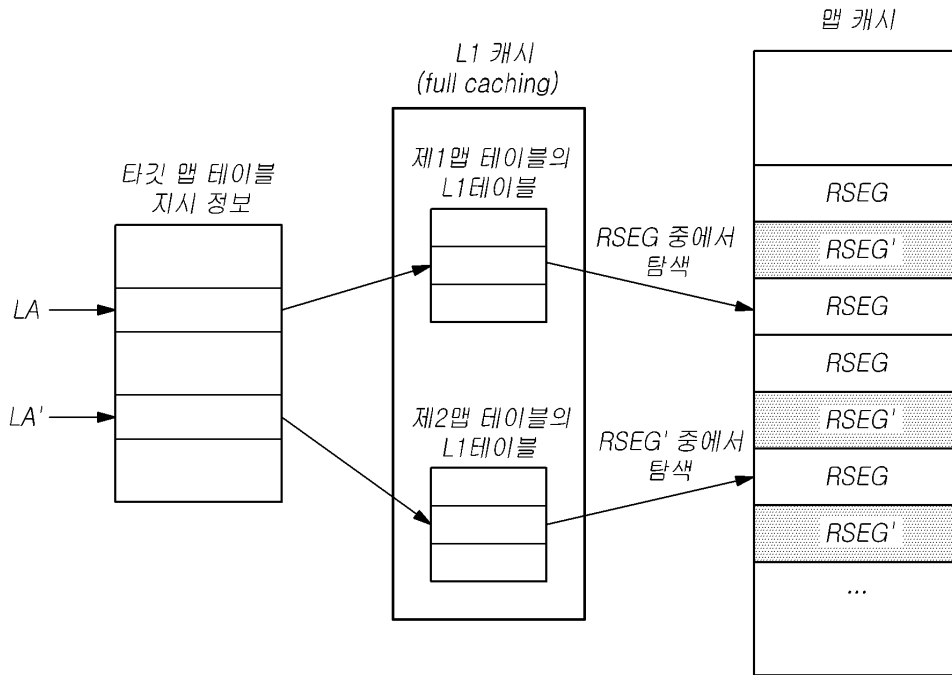 맵 캐시
L1 캐시
(full caching)
타깃 맵 테이블
지시 정보
제1맵 테이블의
L1테이블
RSEG 중에서
탐색
LA
LA'
제2맵 테이블의
L1테이블
RSEG' 중에서
탐색
RSEG
RSEG'
RSEG
RSEG
RSEG'
RSEG
RSEG'
...